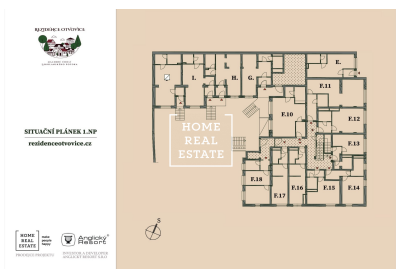 REZIDENCE OTVOVICE
SITUAČNÍ PLÁNEK 1.NP
rezidenceotvovice.cz
HOME
REAL
ESTATE
Anglický
Resort
I.
H.
G.
E.
F.11
F.10
F.12
F.13
F.18
F.17
F.16
F.15
F.14
HOME
REAL
ESTATE
S